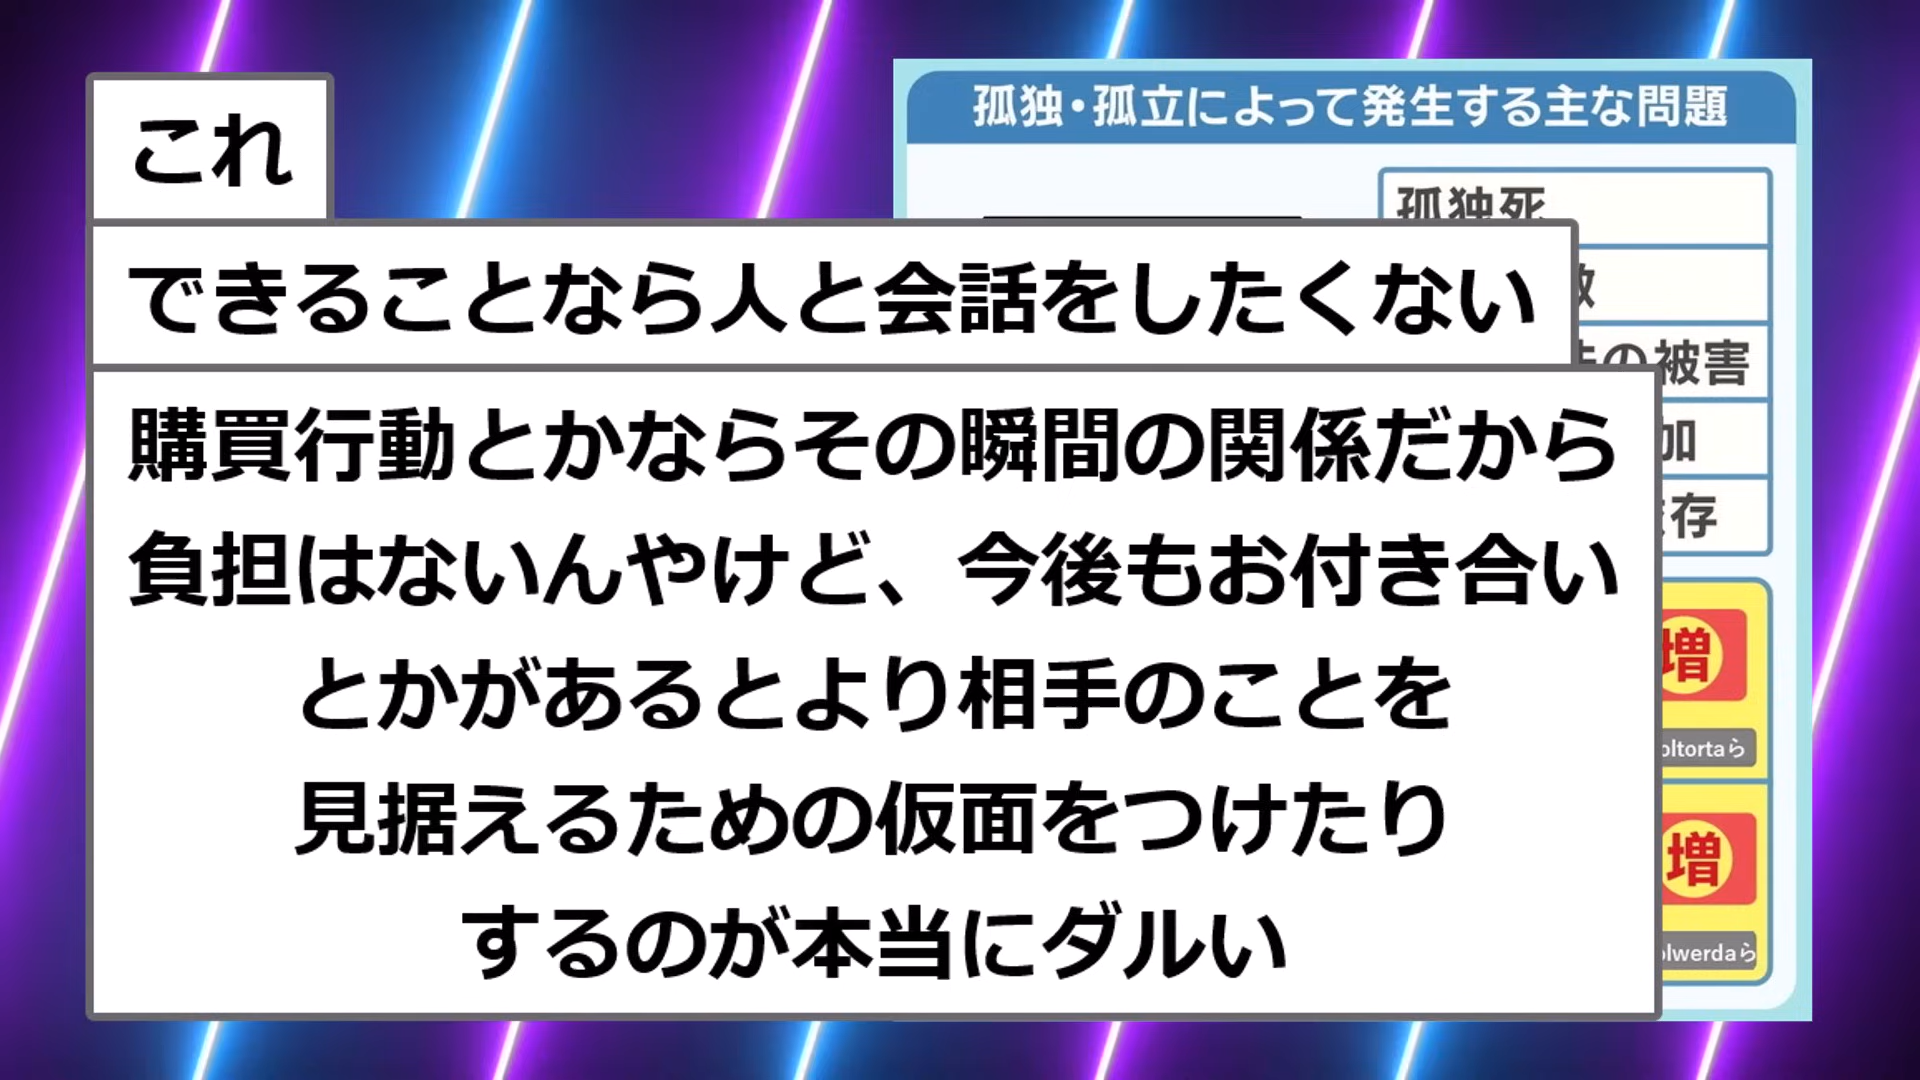 これ
できることなら人と会話をしたくない
購買行動とかならその瞬間の関係だから
負担はないんやけど、今後もお付き合い
とかがあるとより相手のことを
見据えるための仮面をつけたり
するのが本当にダルい
孤独・孤立によって発生する主な問題
孤独死
の被害
加
存
増
oltortaら
増
olwerdaら